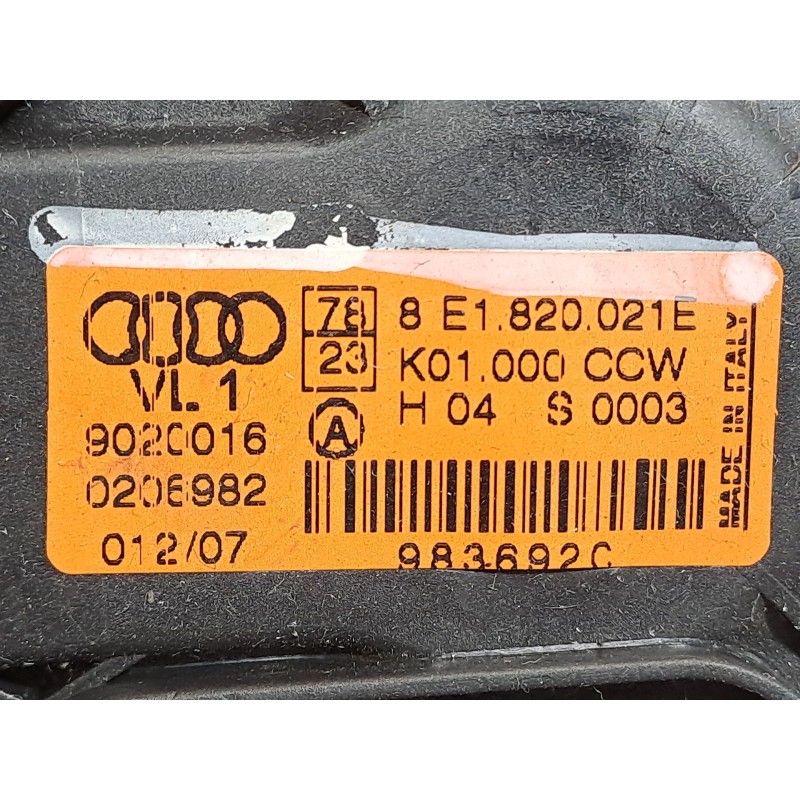 78 8 E1.820.021E
23 K01.000 CCW
VL 1
A H 04 S 0003
9020016
0206982
012/07
983692C
MADE IN ITALY